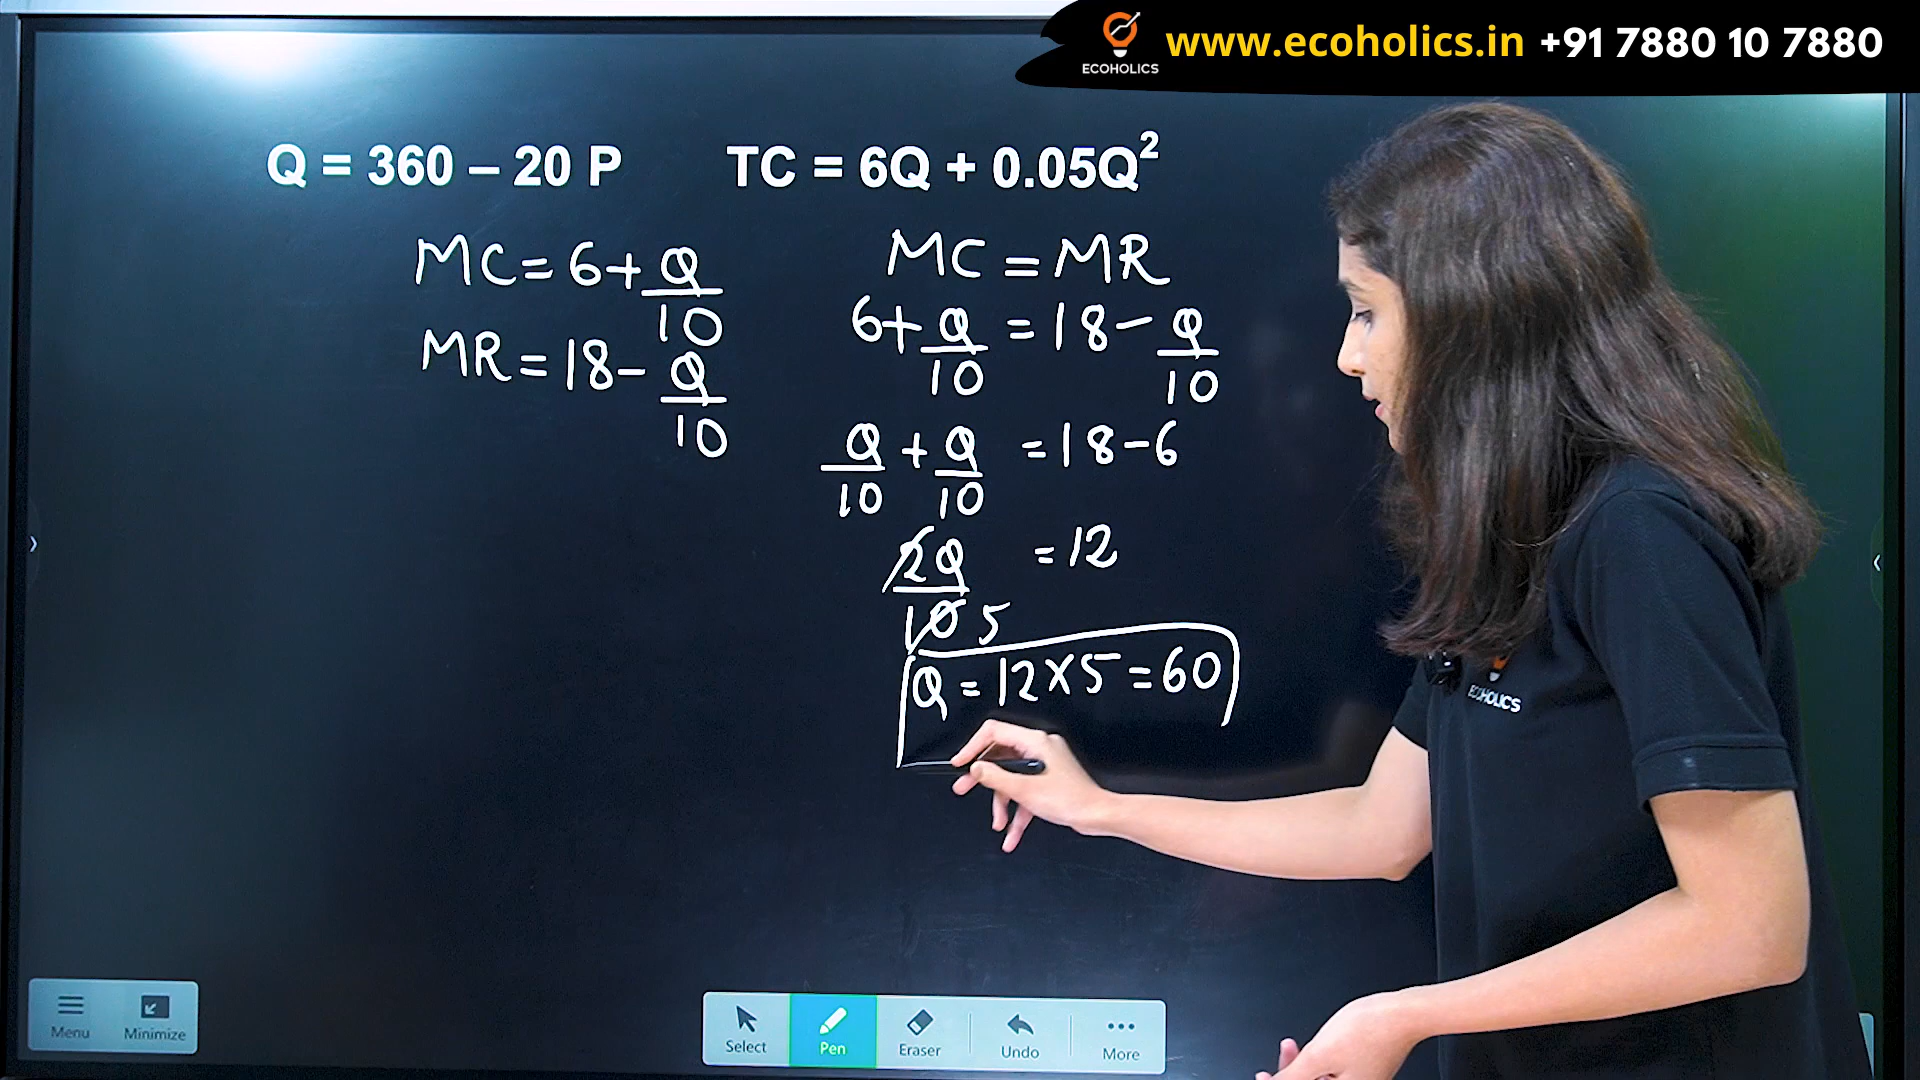 www.ecoholics.in +91 7880 10 7880
ECOHOLICS
Q = 360 – 20 P
TC = 6Q + 0.05Q²
MC = 6 + Q/10
MR = 18 - Q/10
MC = MR
6 + Q/10 = 18 - Q/10
Q/10 + Q/10 = 18 - 6
2Q/10 5 = 12
Q = 12 × 5 = 60
ECOHOLICS
Menu
Minimize
Select
Pen
Eraser
Undo
More